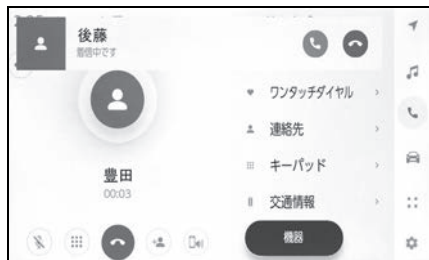 後藤
着信中です
豊田
00:03
ワンタッチダイヤル
連絡先
キーパッド
交通情報
機器